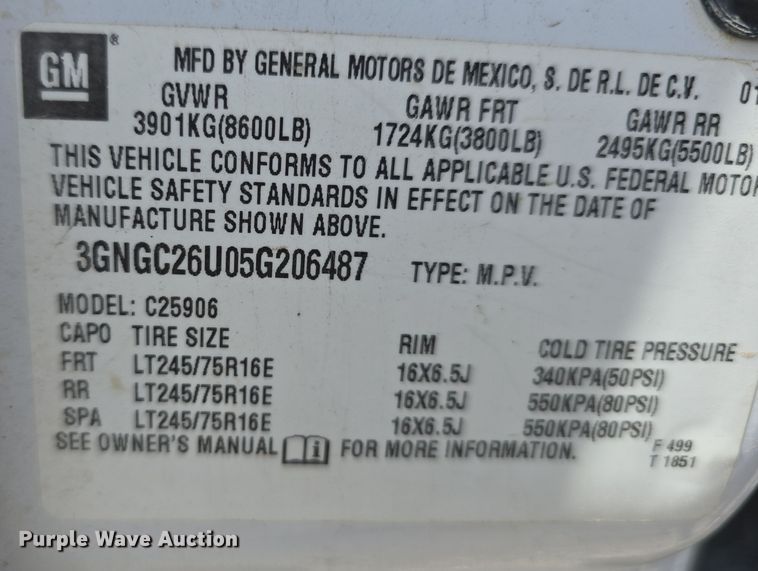 GM ®
MFD BY GENERAL MOTORS DE MEXICO, S. DE R.L. DE C.V. 01
GVWR GAWR FRT GAWR RR
3901KG(8600LB) 1724KG(3800LB) 2495KG(5500LB)
THIS VEHICLE CONFORMS TO ALL APPLICABLE U.S. FEDERAL MOTO
VEHICLE SAFETY STANDARDS IN EFFECT ON THE DATE OF
MANUFACTURE SHOWN ABOVE.
3GNGC26U05G206487 TYPE: M.P.V.
MODEL: C25906
CAPO TIRE SIZE RIM COLD TIRE PRESSURE
FRT LT245/75R16E 16X6.5J 340KPA(50PSI)
RR LT245/75R16E 16X6.5J 550KPA(80PSI)
SPA LT245/75R16E 16X6.5J 550KPA(80PSI)
SEE OWNER'S MANUAL i FOR MORE INFORMATION. F 499
T 1851
Purple Wave Auction